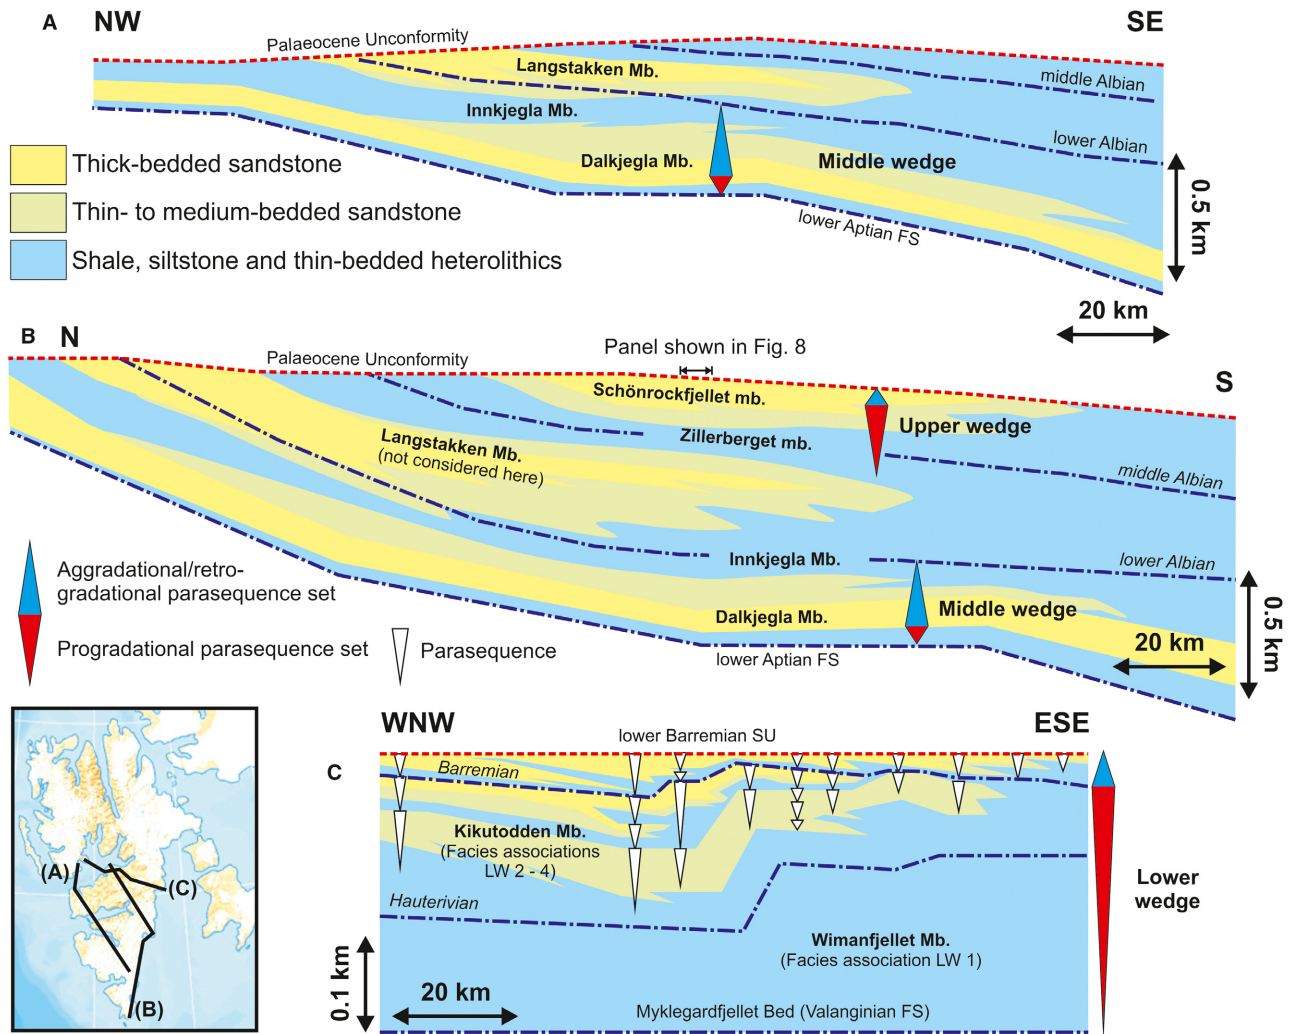 A
NW
SE
Palaeocene Unconformity
Langstakken Mb.
middle Albian
Innkjegla Mb.
lower Albian
Thick-bedded sandstone
Dalkjegla Mb.
Middle wedge
Thin- to medium-bedded sandstone
lower Aptian FS
0.5 km
Shale, siltstone and thin-bedded heterolithics
20 km
B
N
Palaeocene Unconformity
Panel shown in Fig. 8
S
Schönrockfjellet mb.
Upper wedge
Zillerberget mb.
Langstakken Mb.
(not considered here)
middle Albian
Innkjegla Mb.
lower Albian
Aggradational/retro-
gradational parasequence set
Dalkjegla Mb.
Middle wedge
20 km
0.5 km
Progradational parasequence set
Parasequence
lower Aptian FS
WNW
ESE
lower Barremian SU
C
Barremian
Kikutodden Mb.
(Facies associations
LW 2 - 4)
Hauterivian
Lower
wedge
Wimanfjellet Mb.
(Facies association LW 1)
0.1 km
20 km
Myklegardfjellet Bed (Valanginian FS)
(A)
(C)
(B)